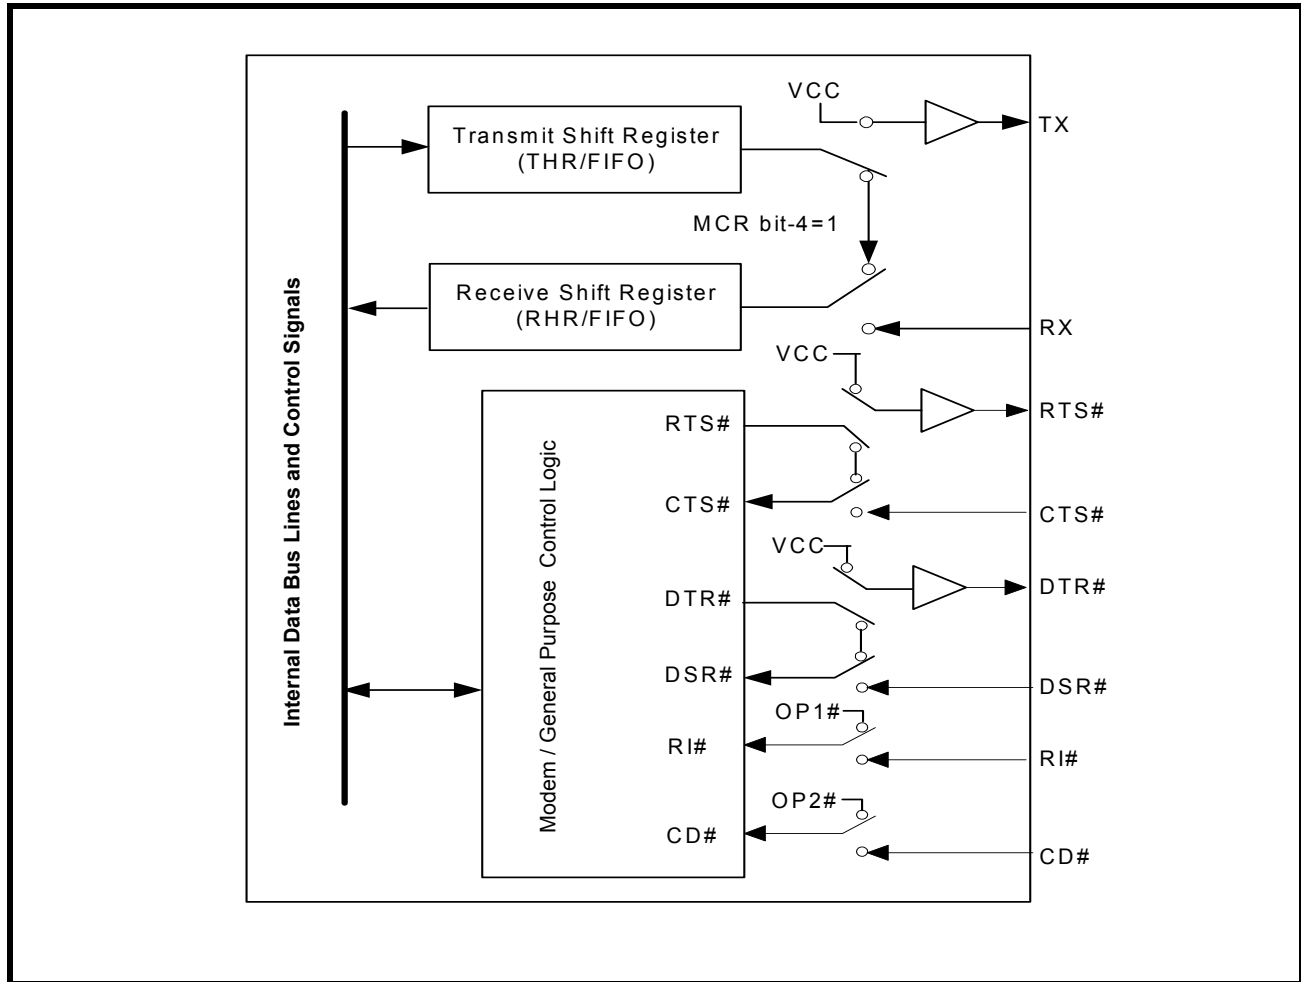 VCC
TX
Transmit Shift Register
(THR/FIFO)
MCR bit-4=1
Receive Shift Register
(RHR/FIFO)
RX
VCC
RTS#
RTS#
CTS#
CTS#
VCC
DTR#
DTR#
DSR#
DSR#
OP1#
RI#
RI#
OP2#
CD#
CD#
Internal Data Bus Lines and Control Signals
Modem / General Purpose Control Logic